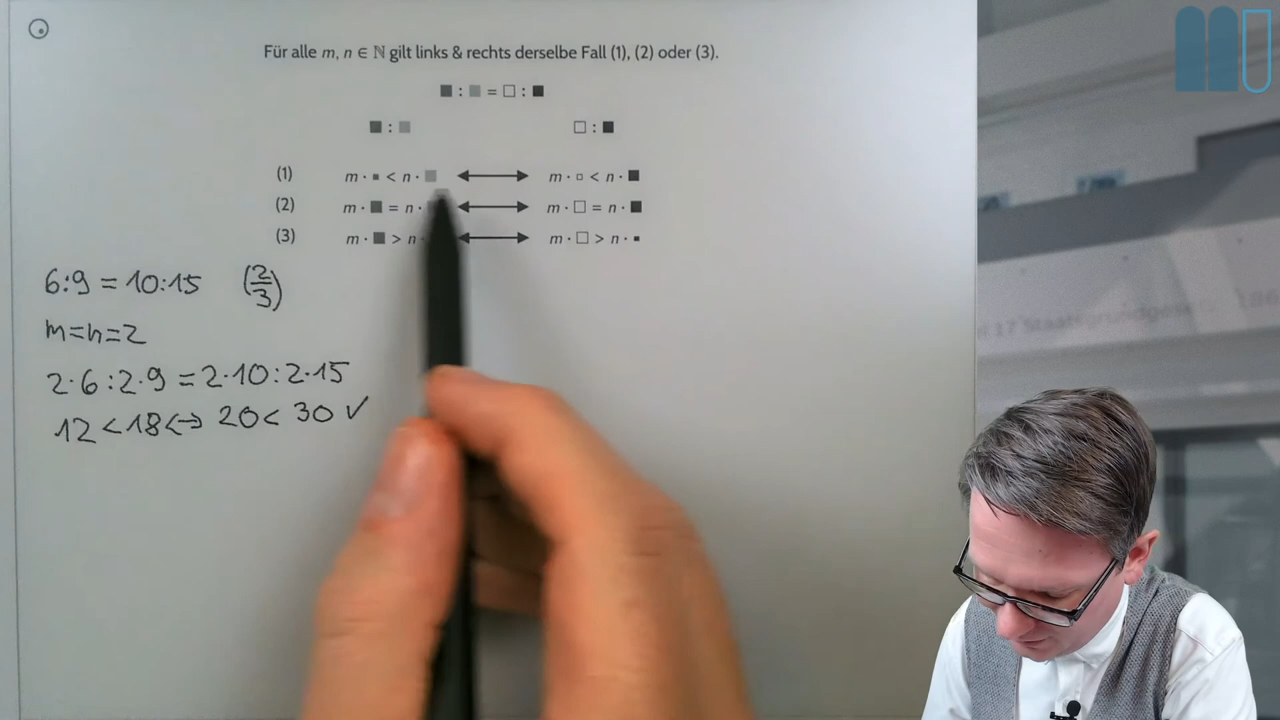 Für alle m, n ∈ ℕ gilt links & rechts derselbe Fall (1), (2) oder (3).
■ : ■ = □ : ■
■ : ■ □ : ■
(1) m · ▪ < n · ■ ⟷ m · ▫ < n · ■
(2) m · ■ = n · ⟷ m · □ = n · ■
(3) m · ■ > n ⟷ m · □ > n · ▪
6:9 = 10:15 (2/3)
m=n=2
2·6:2·9 = 2·10:2·15
12<18<-> 20< 30 ✓